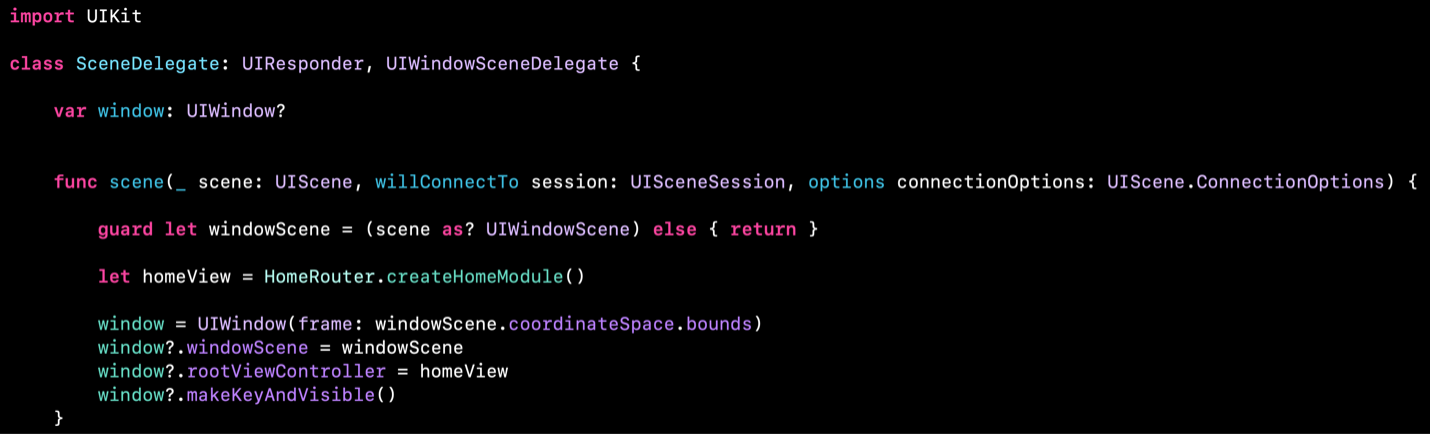 import UIKit
class SceneDelegate: UIResponder, UIWindowSceneDelegate {
var window: UIWindow?
func scene(_ scene: UIScene, willConnectTo session: UISceneSession, options connectionOptions: UIScene.ConnectionOptions) {
guard let windowScene = (scene as? UIWindowScene) else { return }
let homeView = HomeRouter.createHomeModule()
window = UIWindow(frame: windowScene.coordinateSpace.bounds)
window?.windowScene = windowScene
window?.rootViewController = homeView
window?.makeKeyAndVisible()
}